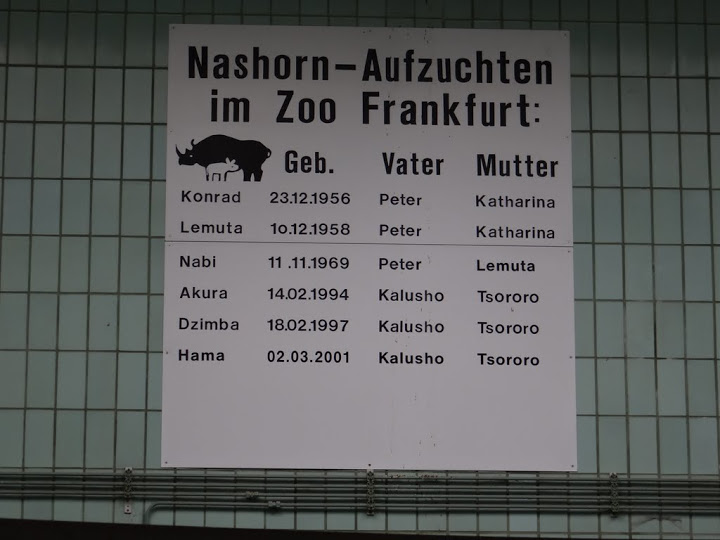 Nashorn-Aufzuchten
im Zoo Frankfurt:
Geb. Vater Mutter
Konrad 23.12.1956 Peter Katharina
Lemuta 1o.12.1958 Peter Katharina
Nabi 11.11.1969 Peter Lemuta
Akura 14.02.1994 Kalusho Tsororo
Dzimba 18.02.1997 Kalusho Tsororo
Hama 02.03.2001 Kalusho Tsororo